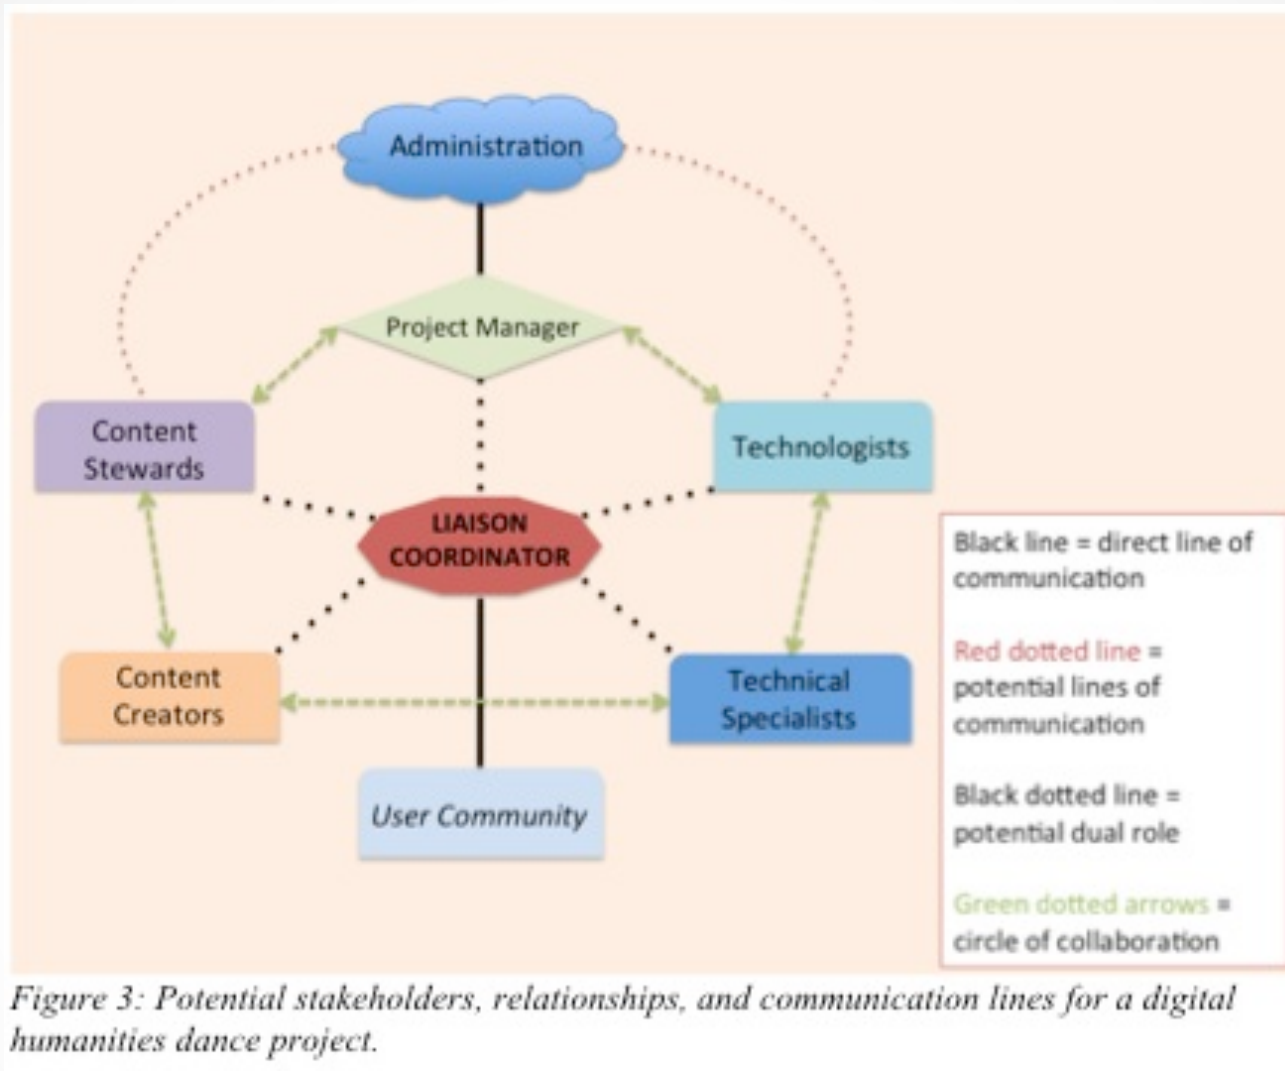 Administration
Project Manager
Content
Stewards
Technologists
LIAISON
COORDINATOR
Content
Creators
Technical
Specialists
User Community
Black line = direct line of
communication
Red dotted line =
potential lines of
communication
Black dotted line =
potential dual role
Green dotted arrows =
circle of collaboration
Figure 3: Potential stakeholders, relationships, and communication lines for a digital
humanities dance project.